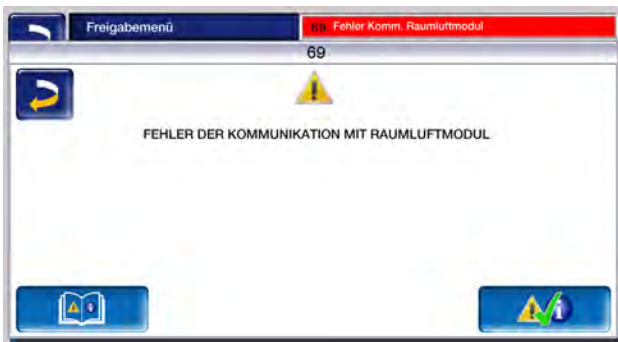 Freigabemenü
69 Fehler Komm. Raumluftmodul
69
FEHLER DER KOMMUNIKATION MIT RAUMLUFTMODUL